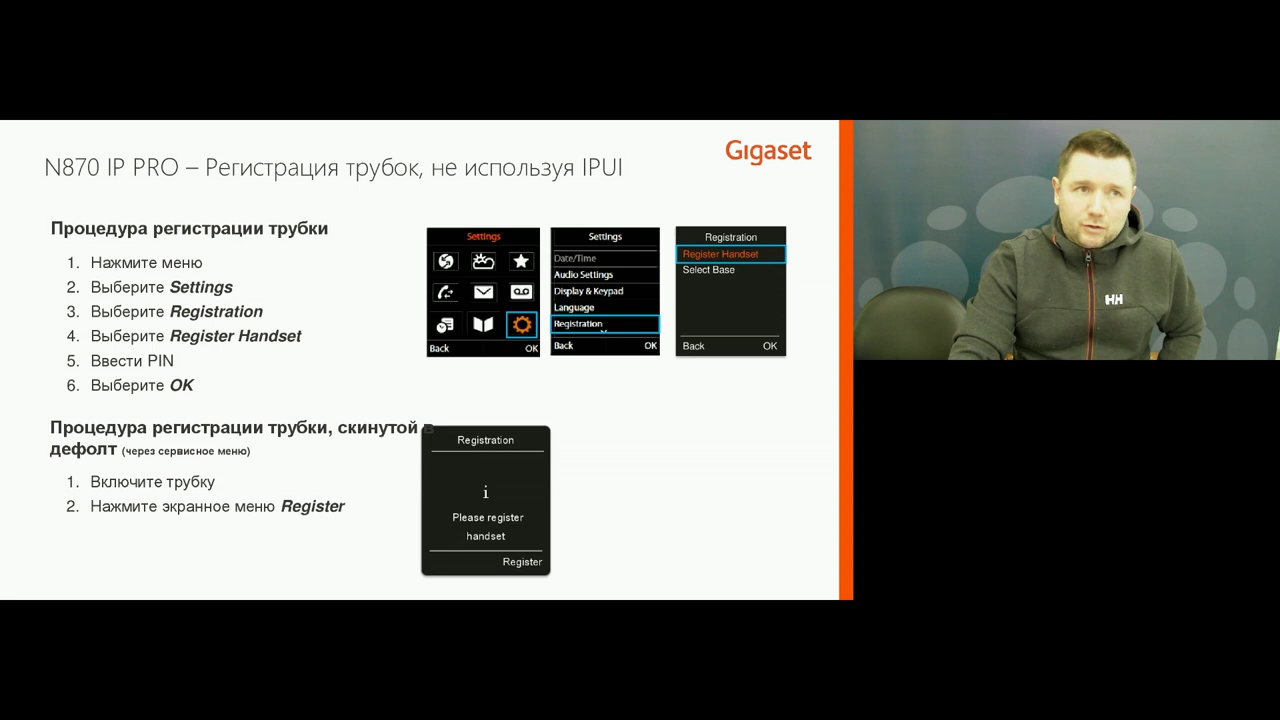 Gigaset
N870 IP PRO – Регистрация трубок, не используя IPUI
Процедура регистрации трубки
1. Нажмите меню
2. Выберите Settings
3. Выберите Registration
4. Выберите Register Handset
5. Ввести PIN
6. Выберите OK
Settings
Back OK
Settings
Date/Time
Audio Settings
Display & Keypad
Language
Registration
Back OK
Registration
Register Handset
Select Base
Back OK
Процедура регистрации трубки, скинутой в
дефолт (через сервисное меню)
1. Включите трубку
2. Нажмите экранное меню Register
Registration
i
Please register
handset
Register
HH